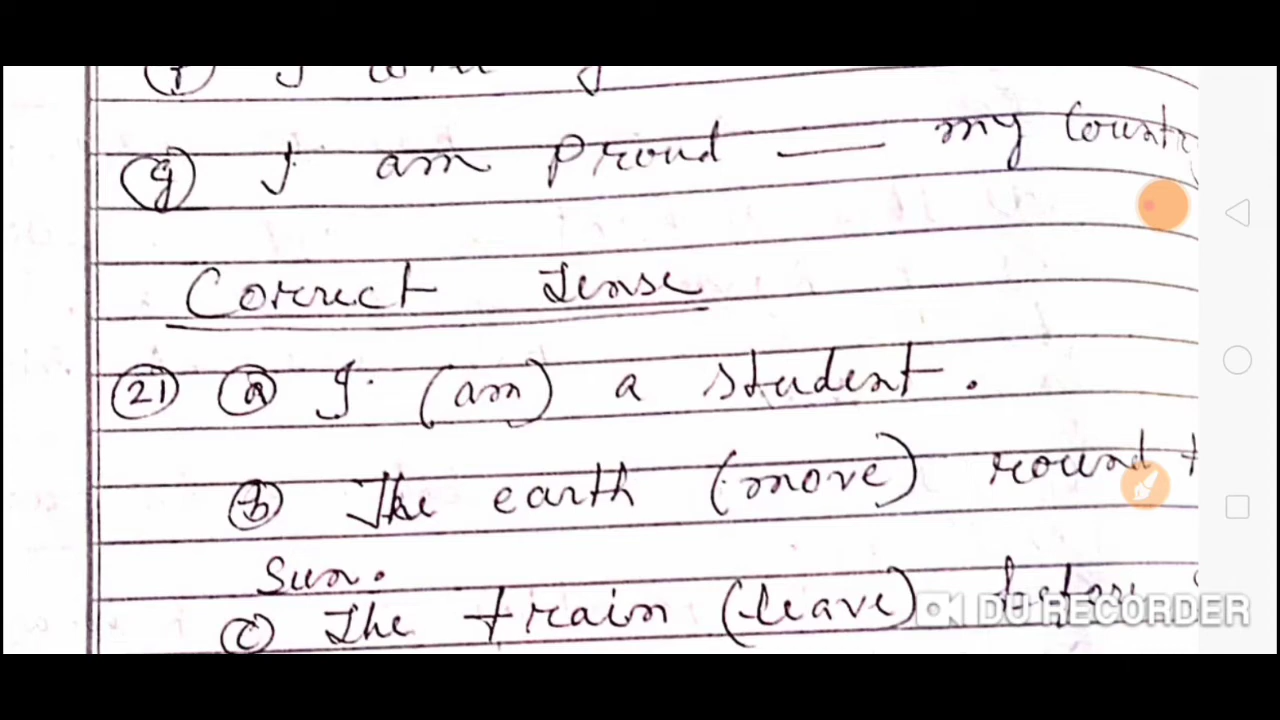 (g) I am proud — my Countr
Correct Tense
(21) (a) I (am) a student.
(b) The earth (move) round t
Sun.
(c) The train (leave) before
DU RECORDER